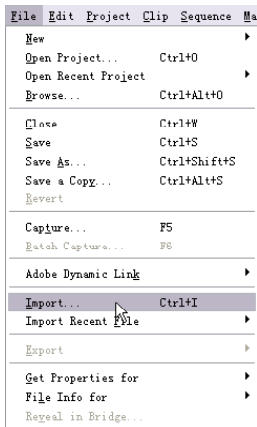 File Edit Project Clip Sequence Ma
New
Open Project... Ctrl+O
Open Recent Project
Browse... Ctrl+Alt+O
Close Ctrl+W
Save Ctrl+S
Save As... Ctrl+Shift+S
Save a Copy... Ctrl+Alt+S
Revert
Capture... F5
Batch Capture... F6
Adobe Dynamic Link
Import... Ctrl+I
Import Recent File
Export
Get Properties for
File Info for
Reveal in Bridge...